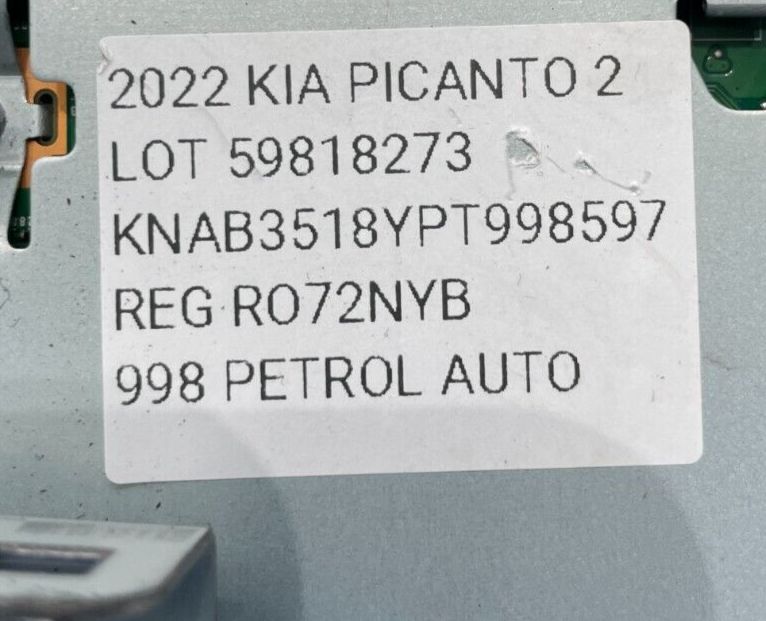 2022 KIA PICANTO 2
LOT 59818273
KNAB3518YPT998597
REG RO72NYB
998 PETROL AUTO